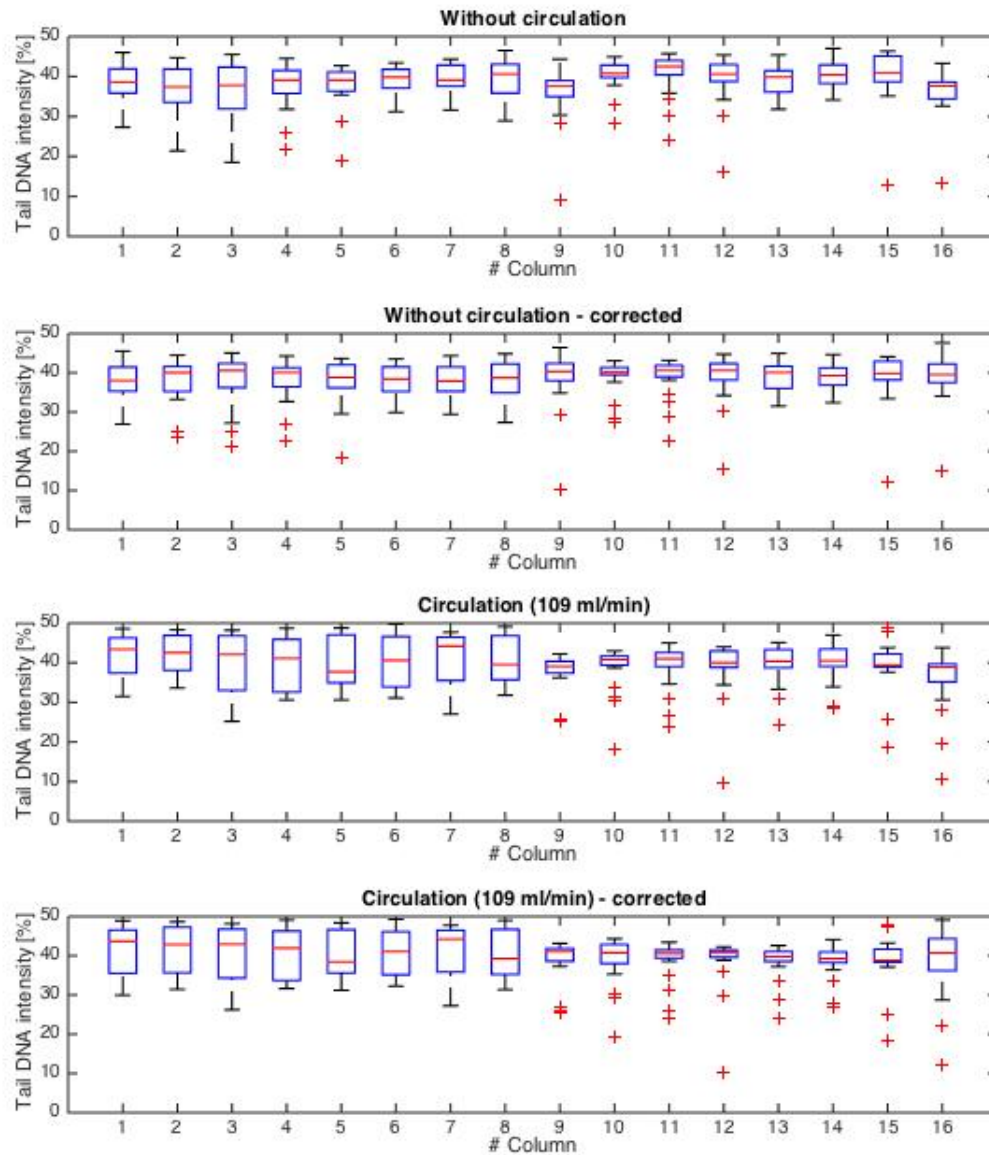 Without circulation
50
40
30
20
10
0
Tail DNA intensity [%]
1 2 3 4 5 6 7 8 9 10 11 12 13 14 15 16
# Column
Without circulation - corrected
50
40
30
20
10
0
Tail DNA intensity [%]
1 2 3 4 5 6 7 8 9 10 11 12 13 14 15 16
# Column
Circulation (109 ml/min)
50
40
30
20
10
0
Tail DNA intensity [%]
1 2 3 4 5 6 7 8 9 10 11 12 13 14 15 16
# Column
Circulation (109 ml/min) - corrected
50
40
30
20
10
0
Tail DNA intensity [%]
1 2 3 4 5 6 7 8 9 10 11 12 13 14 15 16
# Column